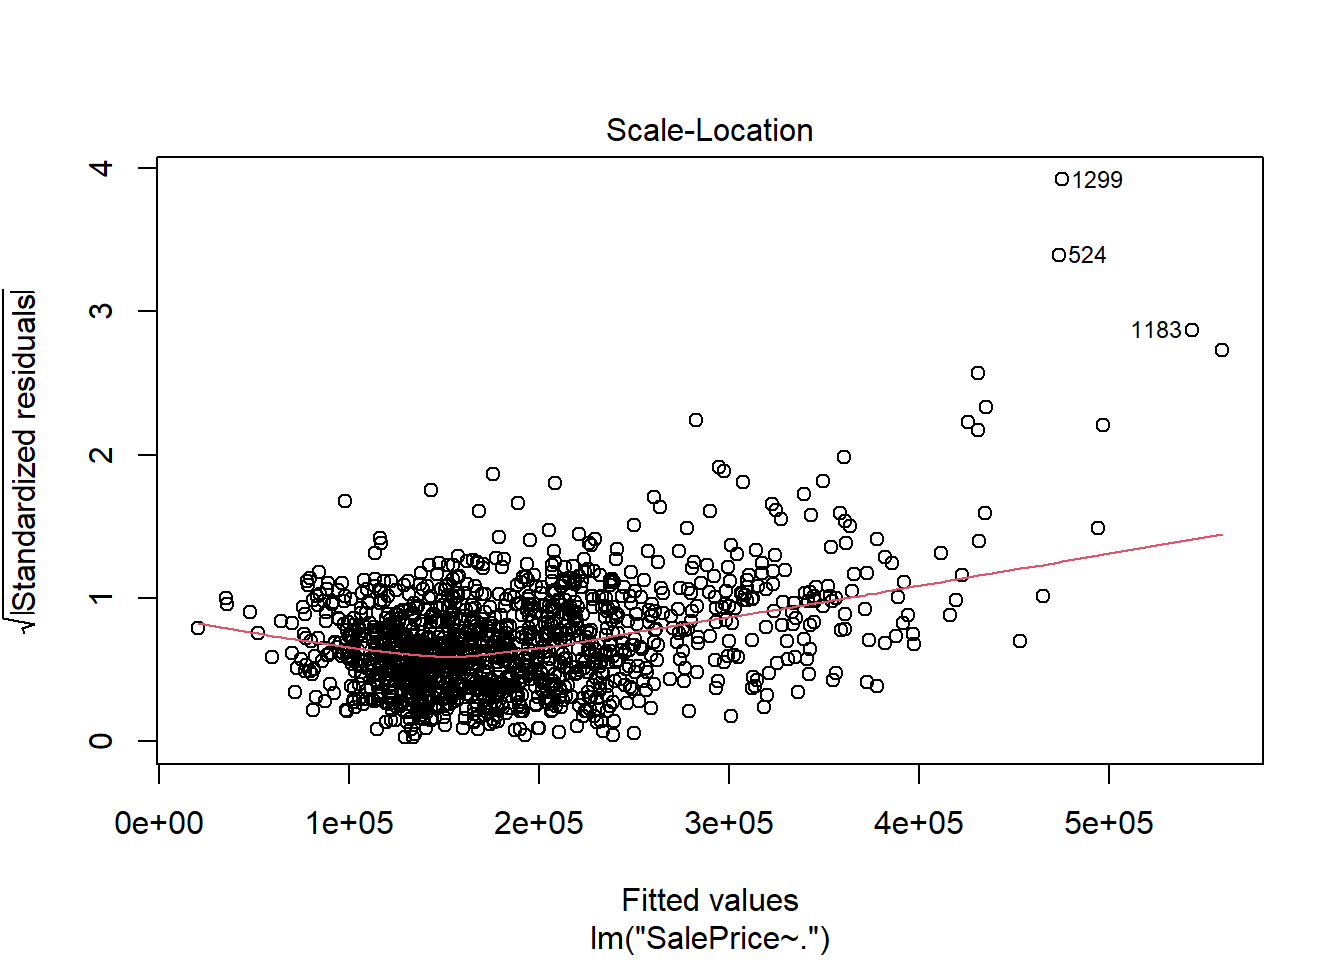 Scale-Location
√|Standardized residuals|
4
3
2
1
0
1299
524
1183
0e+00 1e+05 2e+05 3e+05 4e+05 5e+05
Fitted values
lm("SalePrice~.")